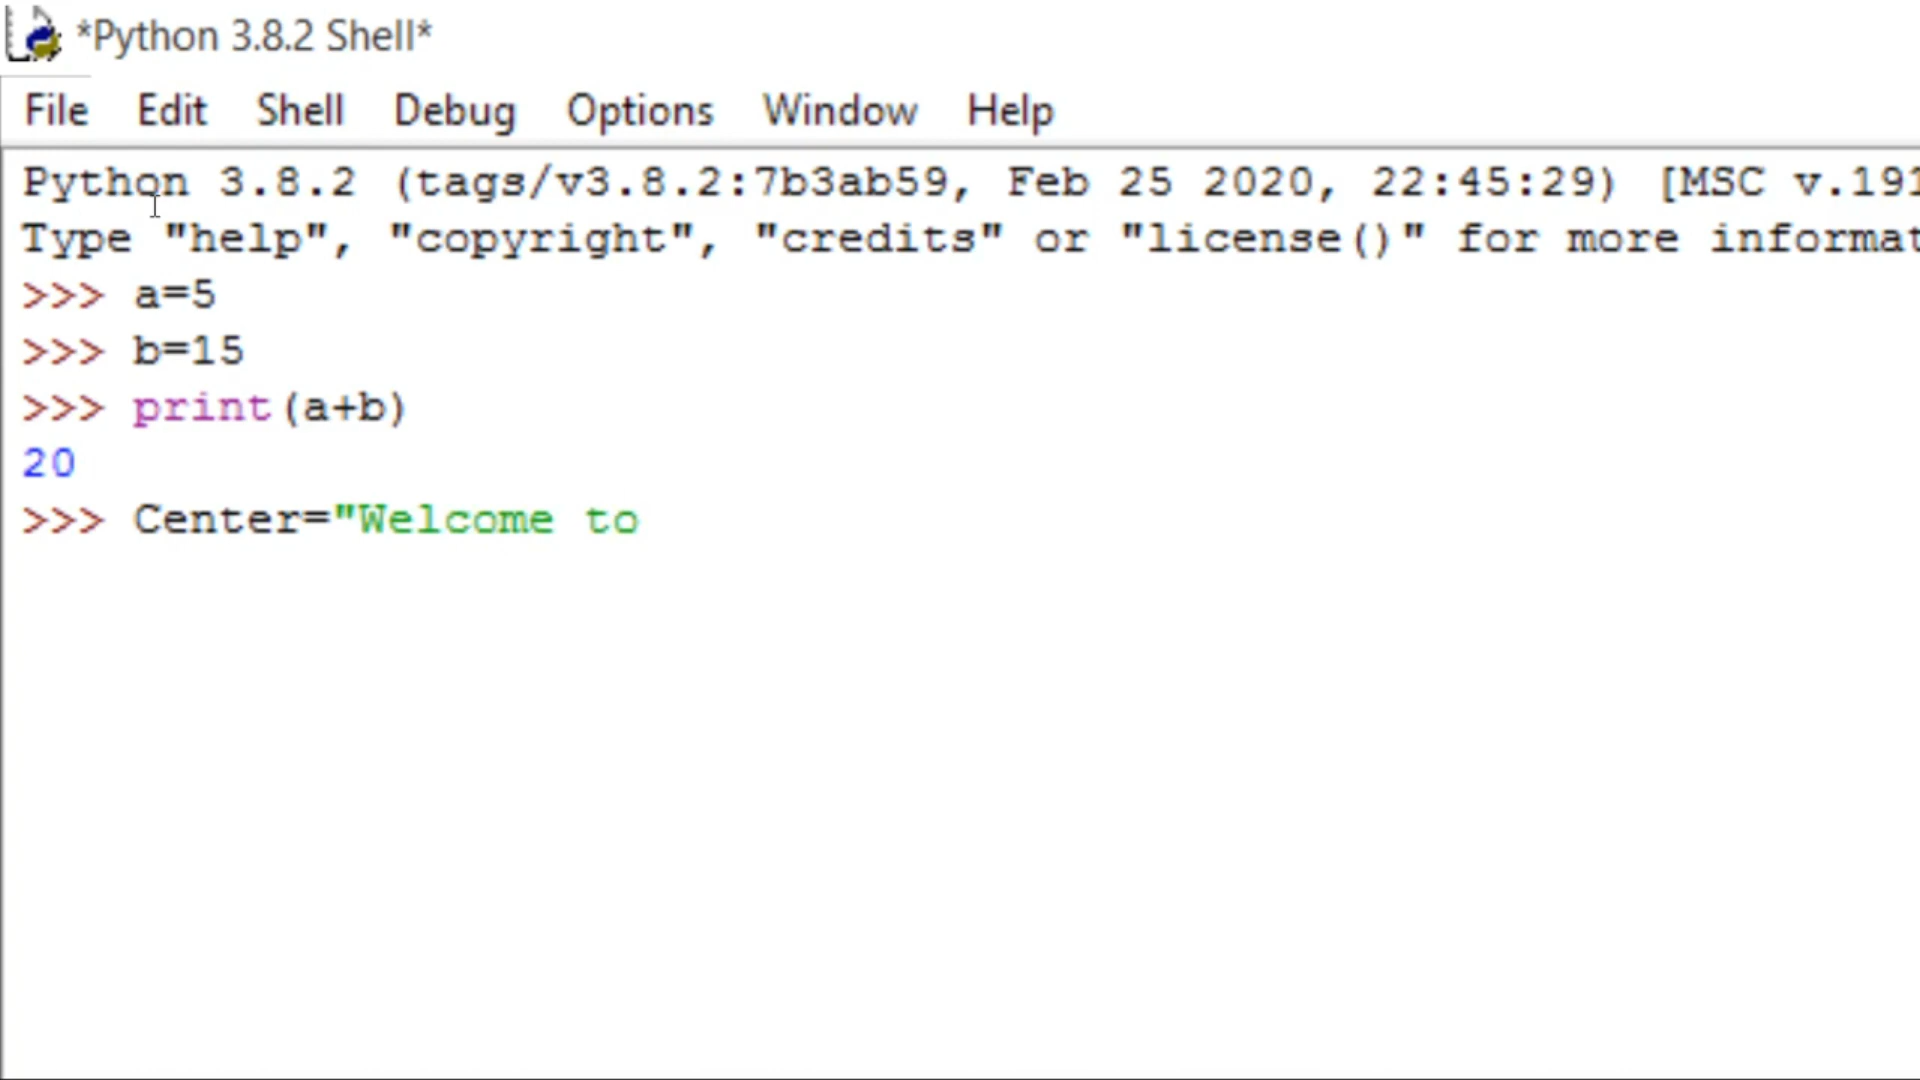 *Python 3.8.2 Shell*
File Edit Shell Debug Options Window Help
Python 3.8.2 (tags/v3.8.2:7b3ab59, Feb 25 2020, 22:45:29) [MSC v.191
Type "help", "copyright", "credits" or "license()" for more informat
>>> a=5
>>> b=15
>>> print(a+b)
20
>>> Center="Welcome to